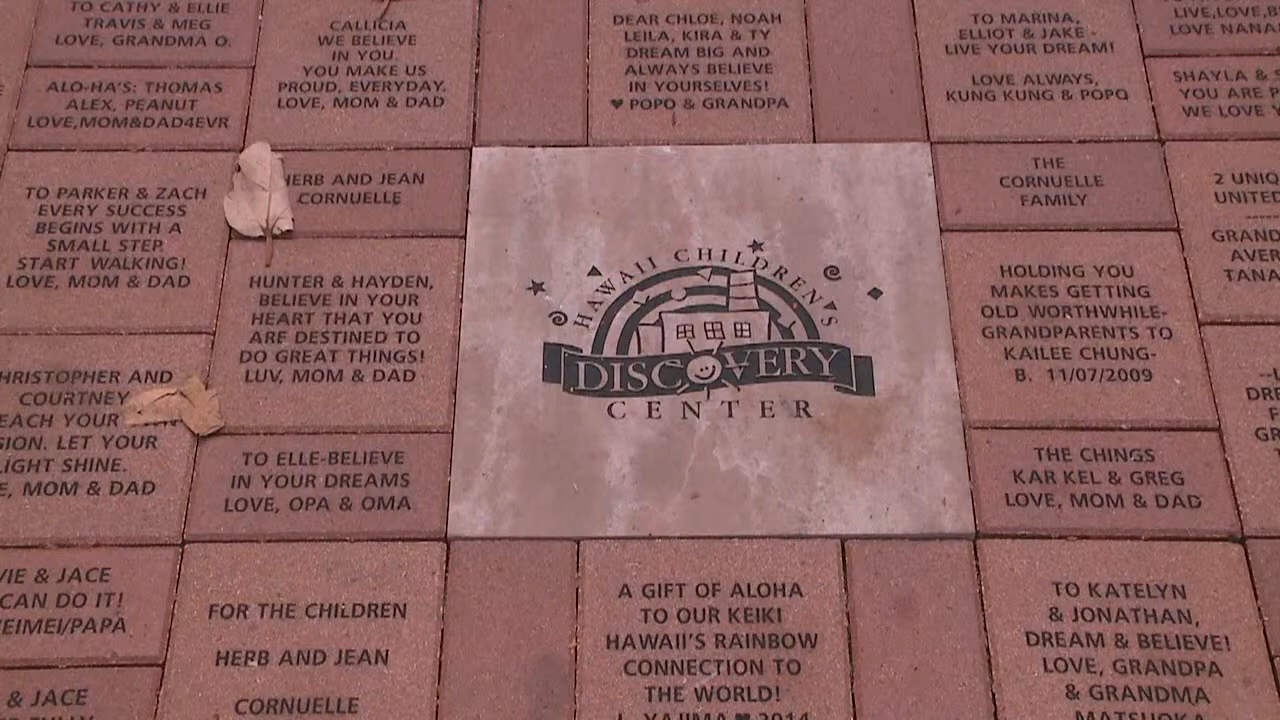 TO CATHY & ELLIE
TRAVIS & MEG
LOVE, GRANDMA O.
CALLICIA
WE BELIEVE
IN YOU.
YOU MAKE US
PROUD, EVERYDAY.
LOVE, MOM & DAD
DEAR CHLOE, NOAH
LEILA, KIRA & TY
DREAM BIG AND
ALWAYS BELIEVE
IN YOURSELVES!
♥ POPO & GRANDPA
TO MARINA,
ELLIOT & JAKE -
LIVE YOUR DREAM!
LOVE ALWAYS,
KUNG KUNG & POPO
LIVE,LOVE,
LOVE NANA
ALO-HA'S: THOMAS
ALEX, PEANUT
LOVE,MOM&DAD4EVR
SHAYLA &
YOU ARE
WE LOVE
TO PARKER & ZACH
EVERY SUCCESS
BEGINS WITH A
SMALL STEP.
START WALKING!
LOVE, MOM & DAD
HERB AND JEAN
CORNUELLE
THE
CORNUELLE
FAMILY
2
UNITED
HUNTER & HAYDEN,
BELIEVE IN YOUR
HEART THAT YOU
ARE DESTINED TO
DO GREAT THINGS!
LUV, MOM & DAD
HAWAII CHILDREN'S
DISCOVERY
CENTER
HOLDING YOU
MAKES GETTING
OLD WORTHWHILE-
GRANDPARENTS TO
KAILEE CHUNG-
B. 11/07/2009
CHRISTOPHER AND
COURTNEY
REACH YOUR
LET YOUR
LIGHT SHINE.
MOM & DAD
TO ELLE-BELIEVE
IN YOUR DREAMS
LOVE, OPA & OMA
THE CHINGS
KAR KEL & GREG
LOVE, MOM & DAD
& JACE
CAN DO IT!
FOR THE CHILDREN
HERB AND JEAN
CORNUELLE
A GIFT OF ALOHA
TO OUR KEIKI
HAWAII'S RAINBOW
CONNECTION TO
THE WORLD!
L. YAJIMA ♥ 2014
TO KATELYN
& JONATHAN,
DREAM & BELIEVE!
LOVE, GRANDPA
& GRANDMA
& JACE